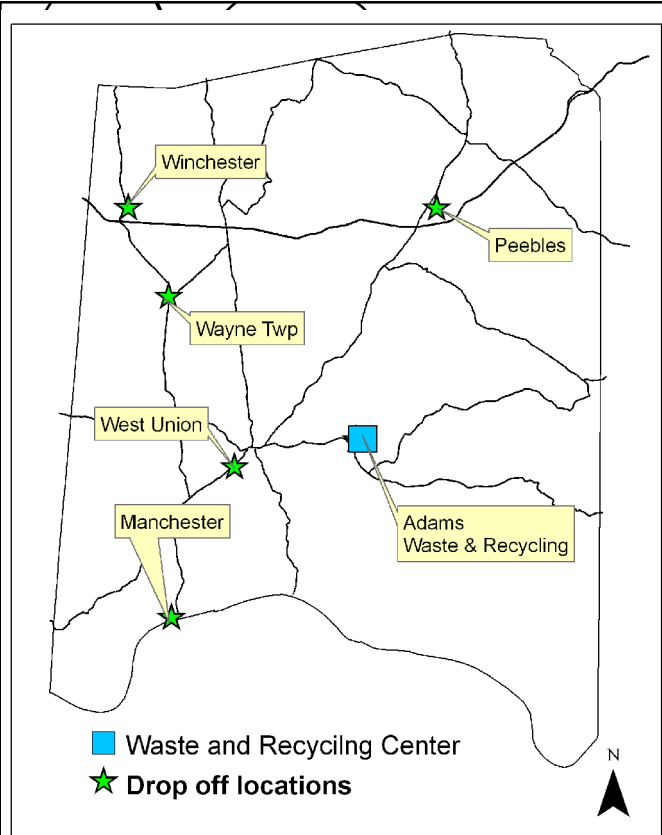 Winchester
Peebles
Wayne Twp
West Union
Manchester
Adams
Waste & Recycling
Waste and Recycilng Center
Drop off locations
N